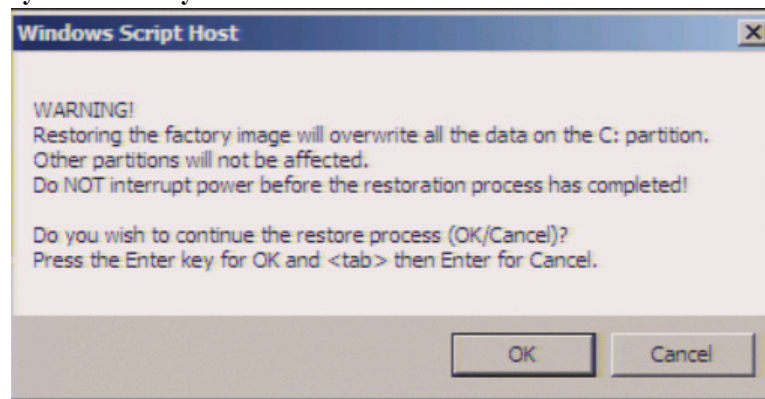 Windows Script Host
WARNING!
Restoring the factory image will overwrite all the data on the C: partition.
Other partitions will not be affected.
Do NOT interrupt power before the restoration process has completed!
Do you wish to continue the restore process (OK/Cancel)?
Press the Enter key for OK and <tab> then Enter for Cancel.
OK Cancel